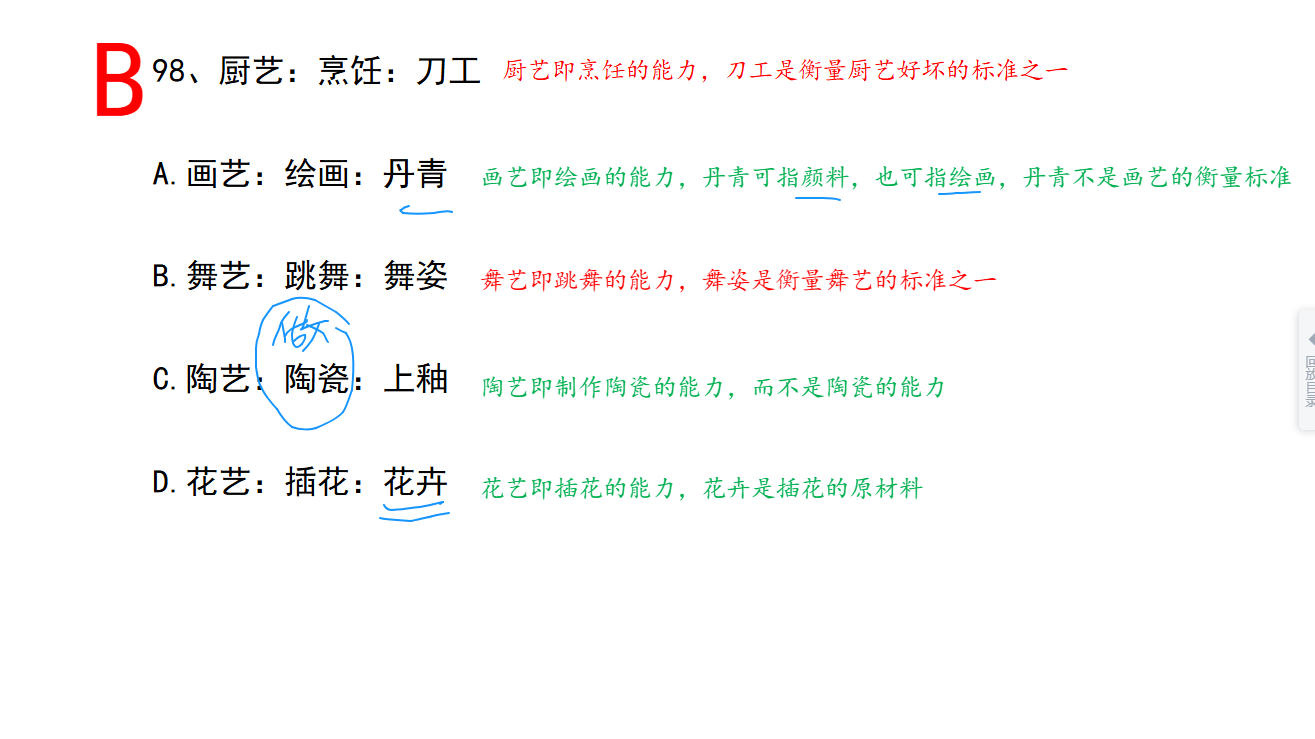 B
98、厨艺：烹饪：刀工 厨艺即烹饪的能力，刀工是衡量厨艺好坏的标准之一
A.画艺：绘画：丹青 画艺即绘画的能力，丹青可指颜料，也可指绘画，丹青不是画艺的衡量标准
B.舞艺：跳舞：舞姿 舞艺即跳舞的能力，舞姿是衡量舞艺的标准之一
做
C.陶艺：陶瓷：上釉 陶艺即制作陶瓷的能力，而不是陶瓷的能力
D.花艺：插花：花卉 花艺即插花的能力，花卉是插花的原材料
回放目录